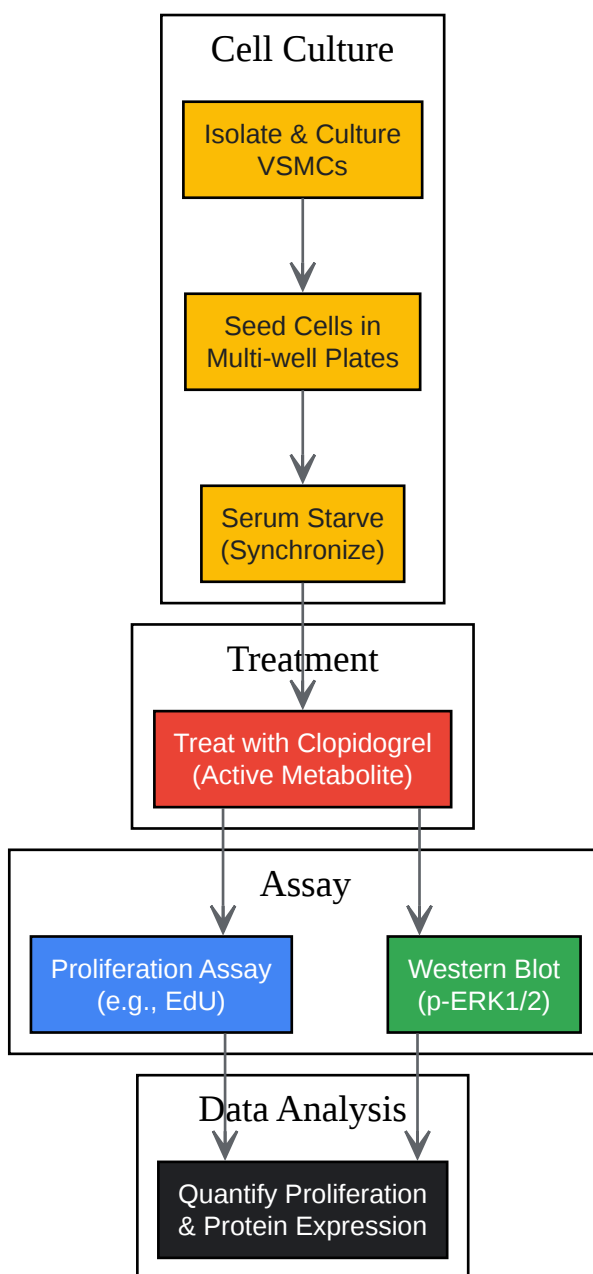 Cell Culture
Isolate & Culture
VSMCs
Seed Cells in
Multi-well Plates
Serum Starve
(Synchronize)
Treatment
Treat with Clopidogrel
(Active Metabolite)
Assay
Proliferation Assay
(e.g., EdU)
Western Blot
(p-ERK1/2)
Data Analysis
Quantify Proliferation
& Protein Expression